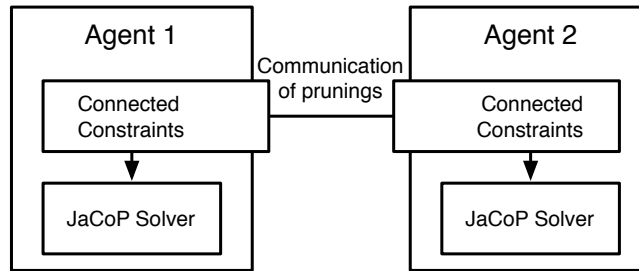 Agent 1
Agent 2
Communication
of prunings
Connected
Constraints
Connected
Constraints
JaCoP Solver
JaCoP Solver